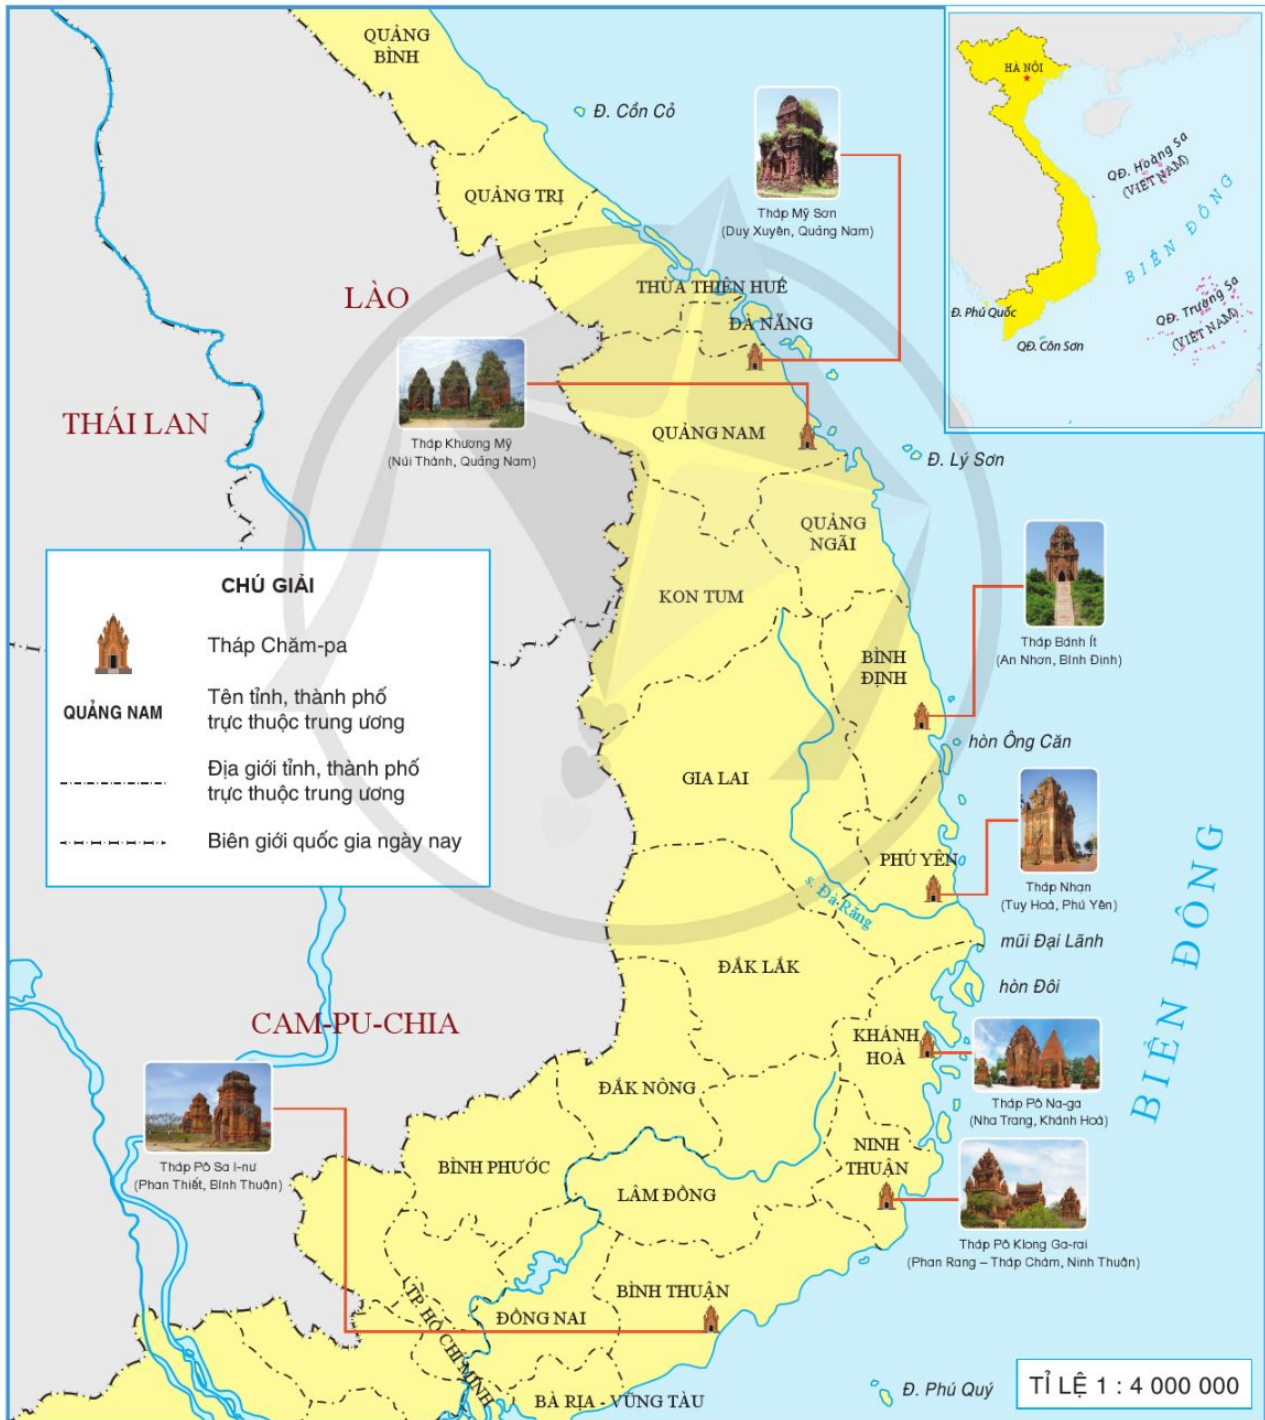 QUẢNG
BÌNH
Đ. Cồn Cỏ
QUẢNG TRỊ
Tháp Mỹ Sơn
(Duy Xuyên, Quảng Nam)
HÀ NỘI
QĐ. Hoàng Sa
(VIỆT NAM)
BIỂN ĐÔNG
QĐ. Trường Sa
(VIỆT NAM)
Đ. Phú Quốc
QĐ. Côn Sơn
LÀO
THỪA THIÊN HUẾ
ĐÀ NẴNG
THÁI LAN
Tháp Khương Mỹ
(Núi Thành, Quảng Nam)
QUẢNG NAM
Đ. Lý Sơn
QUẢNG
NGÃI
CHÚ GIẢI
Tháp Chăm-pa
QUẢNG NAM
Tên tỉnh, thành phố
trực thuộc trung ương
Địa giới tỉnh, thành phố
trực thuộc trung ương
Biên giới quốc gia ngày nay
KON TUM
Tháp Bánh Ít
(An Nhơn, Bình Định)
BÌNH
ĐỊNH
hòn Ông Căn
GIA LAI
PHÚ YÊN
Tháp Nhạn
(Tuy Hoà, Phú Yên)
s. Đà Rằng
mũi Đại Lãnh
ĐẮK LẮK
hòn Đôi
BIỂN ĐÔNG
CAM-PU-CHIA
KHÁNH
HOÀ
Tháp Pô Na-ga
(Nha Trang, Khánh Hoà)
ĐẮK NÔNG
Tháp Pô Sa I-nư
(Phan Thiết, Bình Thuận)
BÌNH PHƯỚC
NINH
THUẬN
LÂM ĐỒNG
Tháp Pô Klong Ga-rai
(Phan Rang – Tháp Chàm, Ninh Thuận)
BÌNH THUẬN
ĐỒNG NAI
TP. HỒ CHÍ MINH
BÀ RỊA - VŨNG TÀU
Đ. Phú Quý
TỈ LỆ 1 : 4 000 000